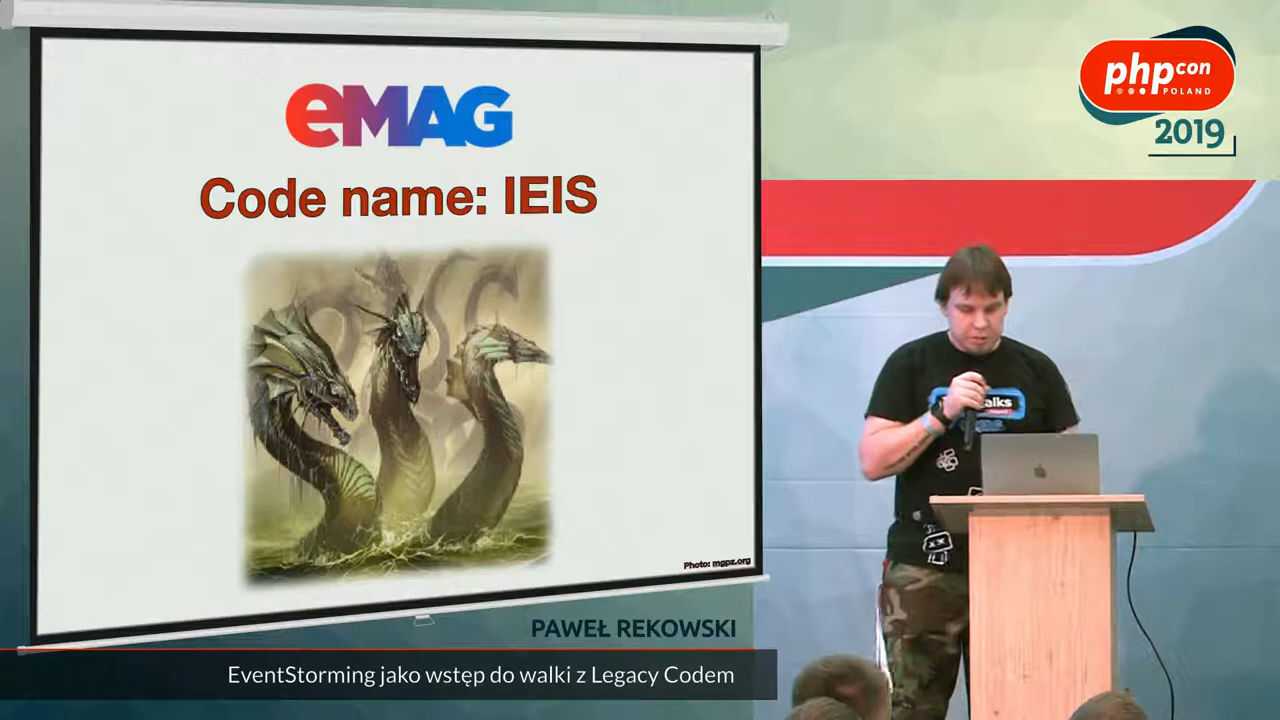 eMAG
Code name: IEIS
Photo: mgpz.org
php con
POLAND
2019
alks
PAWEŁ REKOWSKI
EventStorming jako wstęp do walki z Legacy Codem